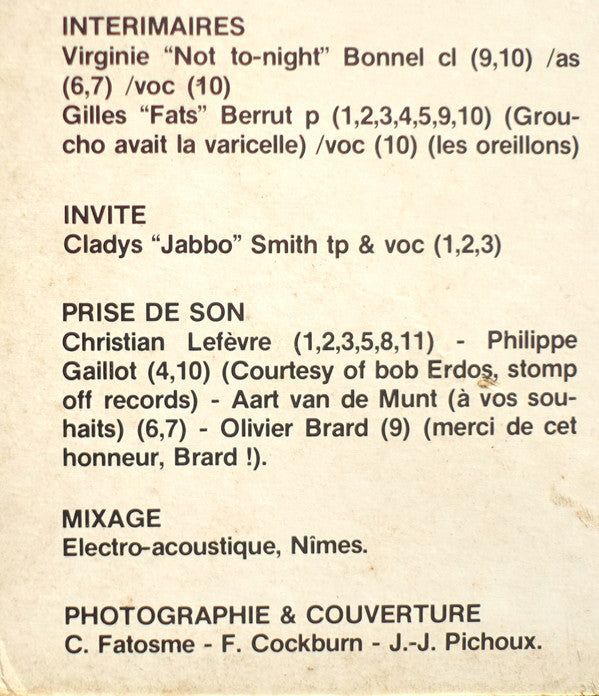 INTERIMAIRES
Virginie “Not to-night” Bonnel cl (9,10) /as
(6,7) /voc (10)
Gilles “Fats” Berrut p (1,2,3,4,5,9,10) (Grou-
cho avait la varicelle) /voc (10) (les oreillons)
INVITE
Cladys “Jabbo” Smith tp & voc (1,2,3)
PRISE DE SON
Christian Lefèvre (1,2,3,5,8,11) - Philippe
Gaillot (4,10) (Courtesy of bob Erdos, stomp
off records) - Aart van de Munt (à vos sou-
haits) (6,7) - Olivier Brard (9) (merci de cet
honneur, Brard !).
MIXAGE
Electro-acoustique, Nîmes.
PHOTOGRAPHIE & COUVERTURE
C. Fatosme - F. Cockburn - J.-J. Pichoux.